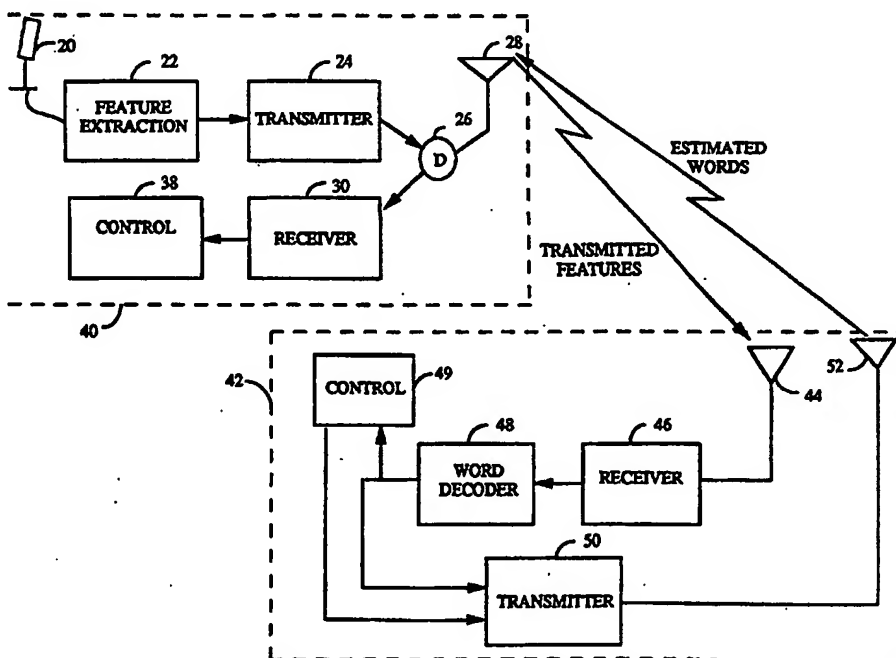 20
22
24
28
FEATURE
EXTRACTION
TRANSMITTER
26
D
ESTIMATED
WORDS
38
30
CONTROL
RECEIVER
TRANSMITTED
FEATURES
40
42
CONTROL
49
44
52
48
46
WORD
DECODER
RECEIVER
50
TRANSMITTER